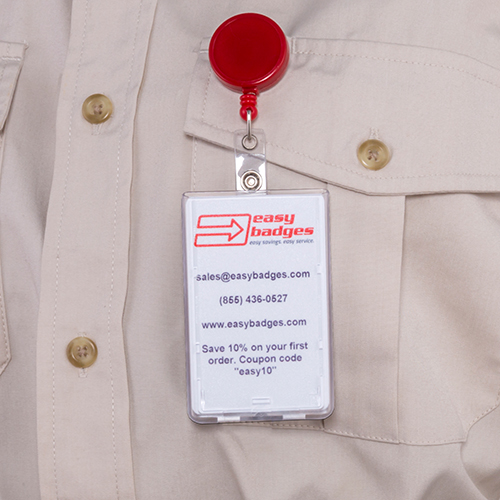 easy
badges
easy savings. easy service.
sales@easybadges.com
(855) 436-0527
www.easybadges.com
Save 10% on your first
order. Coupon code
"easy10"